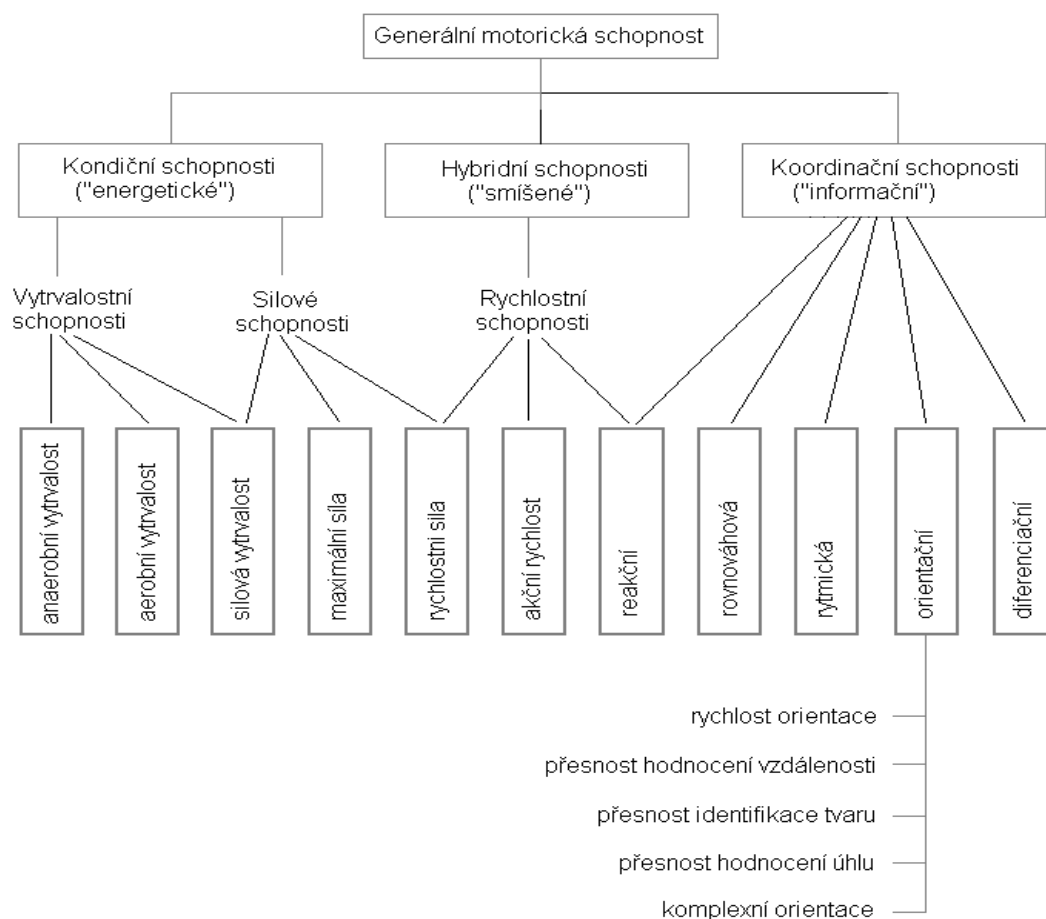 Generální motorická schopnost
Kondiční schopnosti
("energetické")
Hybridní schopnosti
("smíšené")
Koordinační schopnosti
("informační")
Vytrvalostní
schopnosti
Silové
schopnosti
Rychlostní
schopnosti
anaerobní vytrvalost
aerobní vytrvalost
silová vytrvalost
maximální síla
rychlostni sila
akční rychlost
reakční
rovnováhová
rytmická
orientační
diferenciační
rychlost orientace
přesnost hodnocení vzdálenosti
přesnost identifikace tvaru
přesnost hodnocení úhlu
komplexní orientace